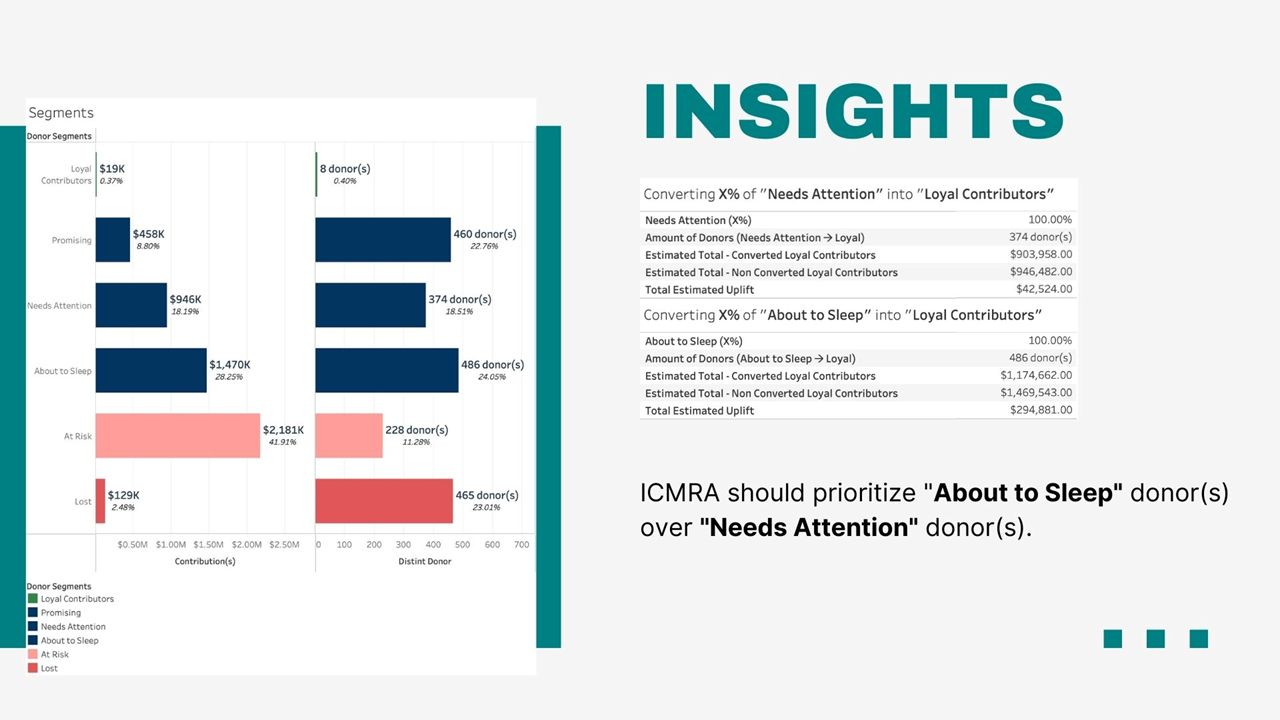 INSIGHTS
Segments
Donor Segments
Loyal
Contributors
$19K
0.37%
8 donor(s)
0.40%
Promising
$458K
8.80%
460 donor(s)
22.76%
Needs Attention
$946K
18.19%
374 donor(s)
18.51%
About to Sleep
$1,470K
28.25%
486 donor(s)
24.05%
At Risk
$2,181K
41.91%
228 donor(s)
11.28%
Lost
$129K
2.48%
465 donor(s)
23.01%
$0.50M $1.00M $1.50M $2.00M $2.50M 0 100 200 300 400 500 600 700
Contribution(s) Distint Donor
Donor Segments
Loyal Contributors
Promising
Needs Attention
About to Sleep
At Risk
Lost
Converting X% of "Needs Attention" into "Loyal Contributors"
Needs Attention (X%) 100.00%
Amount of Donors (Needs Attention → Loyal) 374 donor(s)
Estimated Total - Converted Loyal Contributors $903,958.00
Estimated Total - Non Converted Loyal Contributors $946,482.00
Total Estimated Uplift $42,524.00
Converting X% of "About to Sleep" into "Loyal Contributors"
About to Sleep (X%) 100.00%
Amount of Donors (About to Sleep → Loyal) 486 donor(s)
Estimated Total - Converted Loyal Contributors $1,174,662.00
Estimated Total - Non Converted Loyal Contributors $1,469,543.00
Total Estimated Uplift $294,881.00
ICMRA should prioritize "About to Sleep" donor(s)
over "Needs Attention" donor(s).